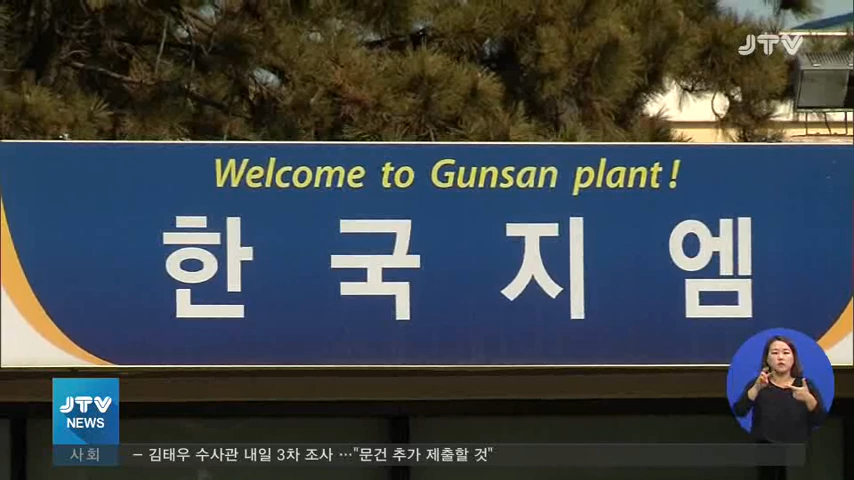 JTV
Welcome to Gunsan plant!
한국지엠
JTV
NEWS
사회 – 김태우 수사관 내일 3차 조사 …"문건 추가 제출할 것"